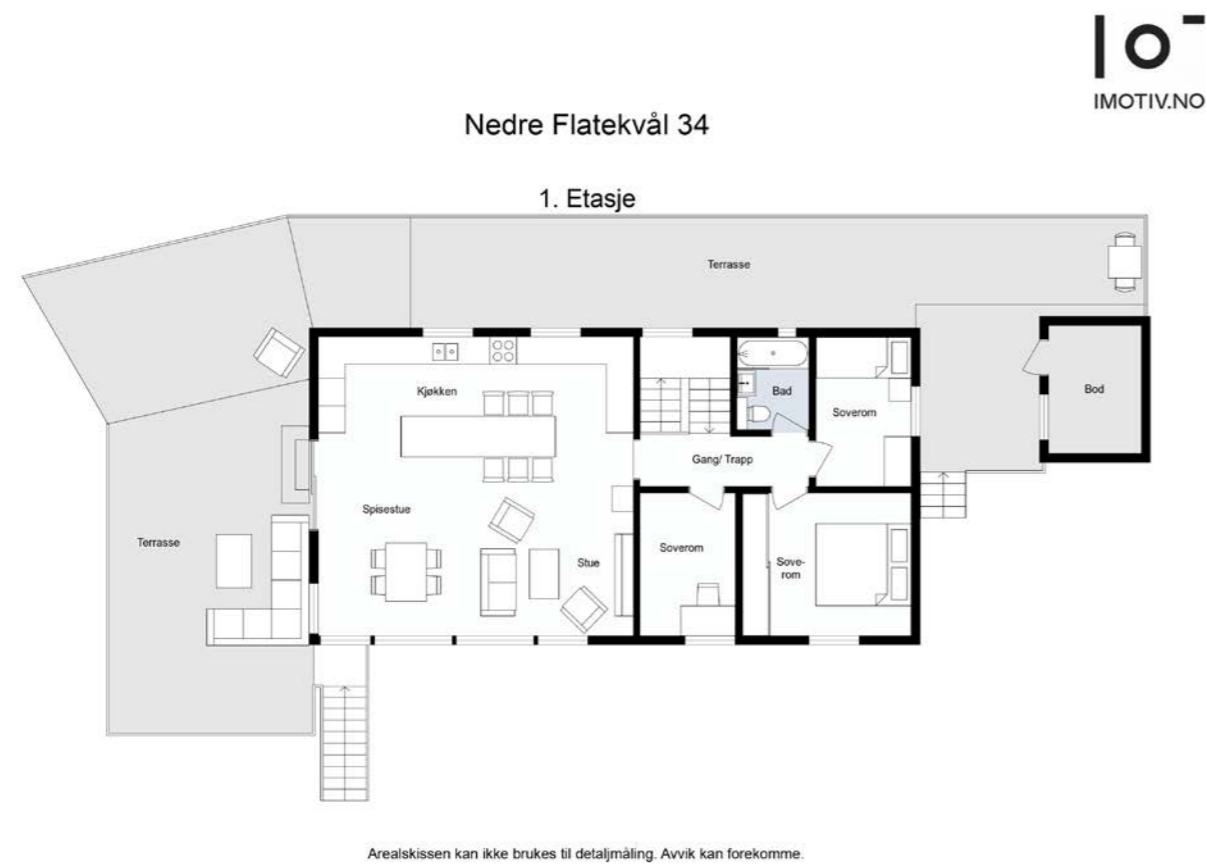 IMOTIV.NO
Nedre Flatekvål 34
1. Etasje
Terrasse
Kjøkken
Bad
Soverom
Bod
Gang/ Trapp
Spisestue
Terrasse
Stue
Soverom
Sove-
rom
Arealskissen kan ikke brukes til detaljmåling. Avvik kan forekomme.